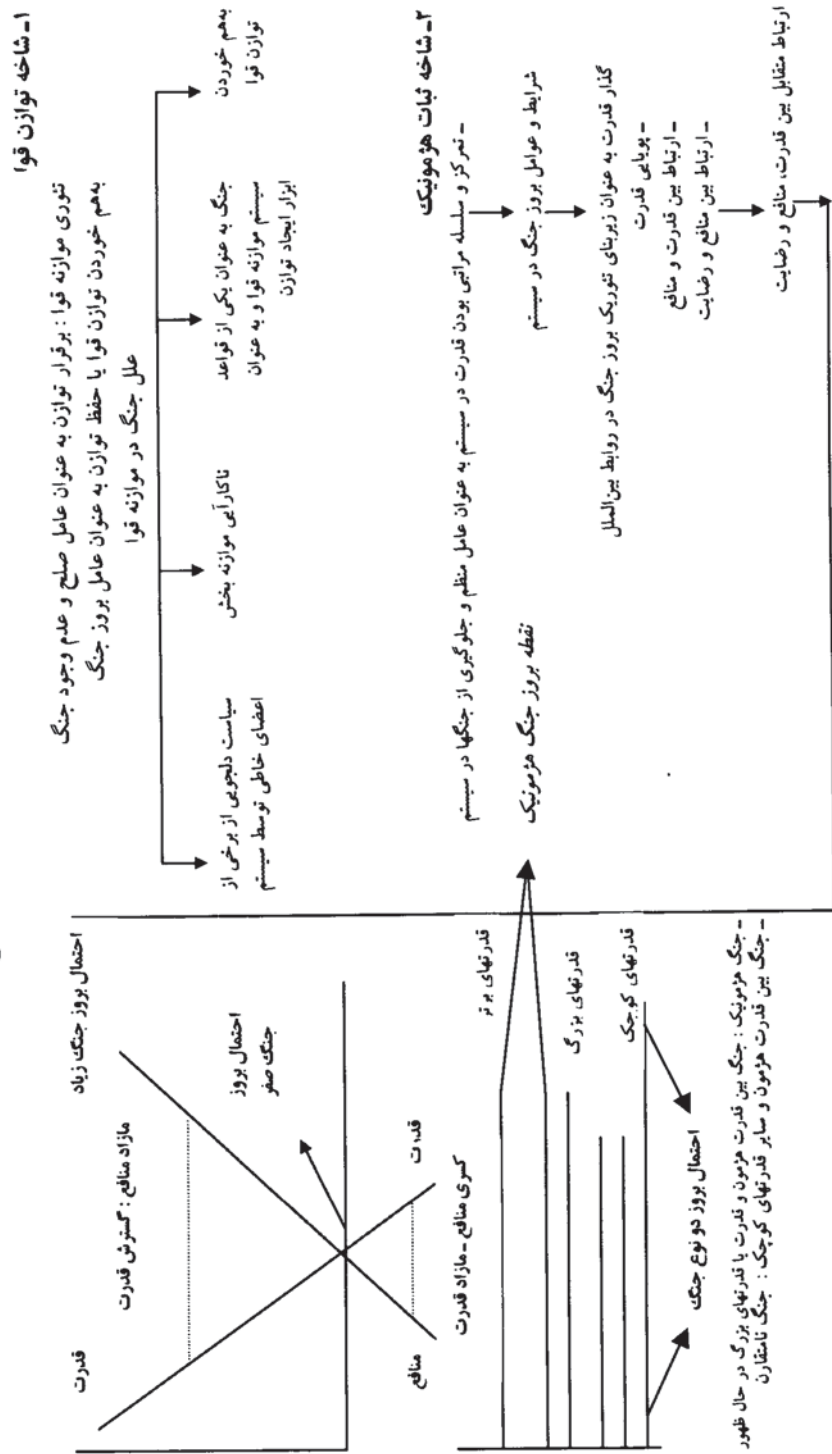 ۱ـ شاخه توازن قوا
تئوری موازنه قوا : برقرار توازن به عنوان عامل صلح و عدم وجود جنگ
بههم خوردن توازن قوا یا حفظ توازن به عنوان عامل بروز جنگ
علل جنگ در موازنه قوا
بههم خوردن
توازن قوا
جنگ به عنوان یکی از قواعد
سیستم موازنه قوا و به عنوان
ابزار ایجاد توازن
ناکارآیی موازنه بخش
سیاست دلجویی از برخی از
اعضای خاطی توسط سیستم
۲ـ شاخه ثبات هژمونیک
ـ تمرکز و سلسله مراتبی بودن قدرت در سیستم به عنوان عامل منظم و جلوگیری از جنگها در سیستم
شرایط و عوامل بروز جنگ در سیستم
گذار قدرت به عنوان زیربنای تئوریک بروز جنگ در روابط بین‌الملل
ـ پویایی قدرت
ـ ارتباط بین قدرت و منافع
ـ ارتباط بین منافع و رضایت
ارتباط متقابل بین قدرت، منافع و رضایت
نقطه بروز جنگ هژمونیک
احتمال بروز جنگ زیاد
قدرت
مازاد منافع : گسترش قدرت
احتمال بروز
جنگ صفر
قدرت
منافع
کسری منافع ـ مازاد قدرت
قدرتهای برتر
قدرتهای بزرگ
قدرتهای کوچک
احتمال بروز دو نوع جنگ
ـ جنگ هژمونیک : جنگ بین قدرت هژمون و قدرت یا قدرتهای بزرگ در حال ظهور
ـ جنگ بین قدرت هژمون و سایر قدرتهای کوچک : جنگ نامتقارن